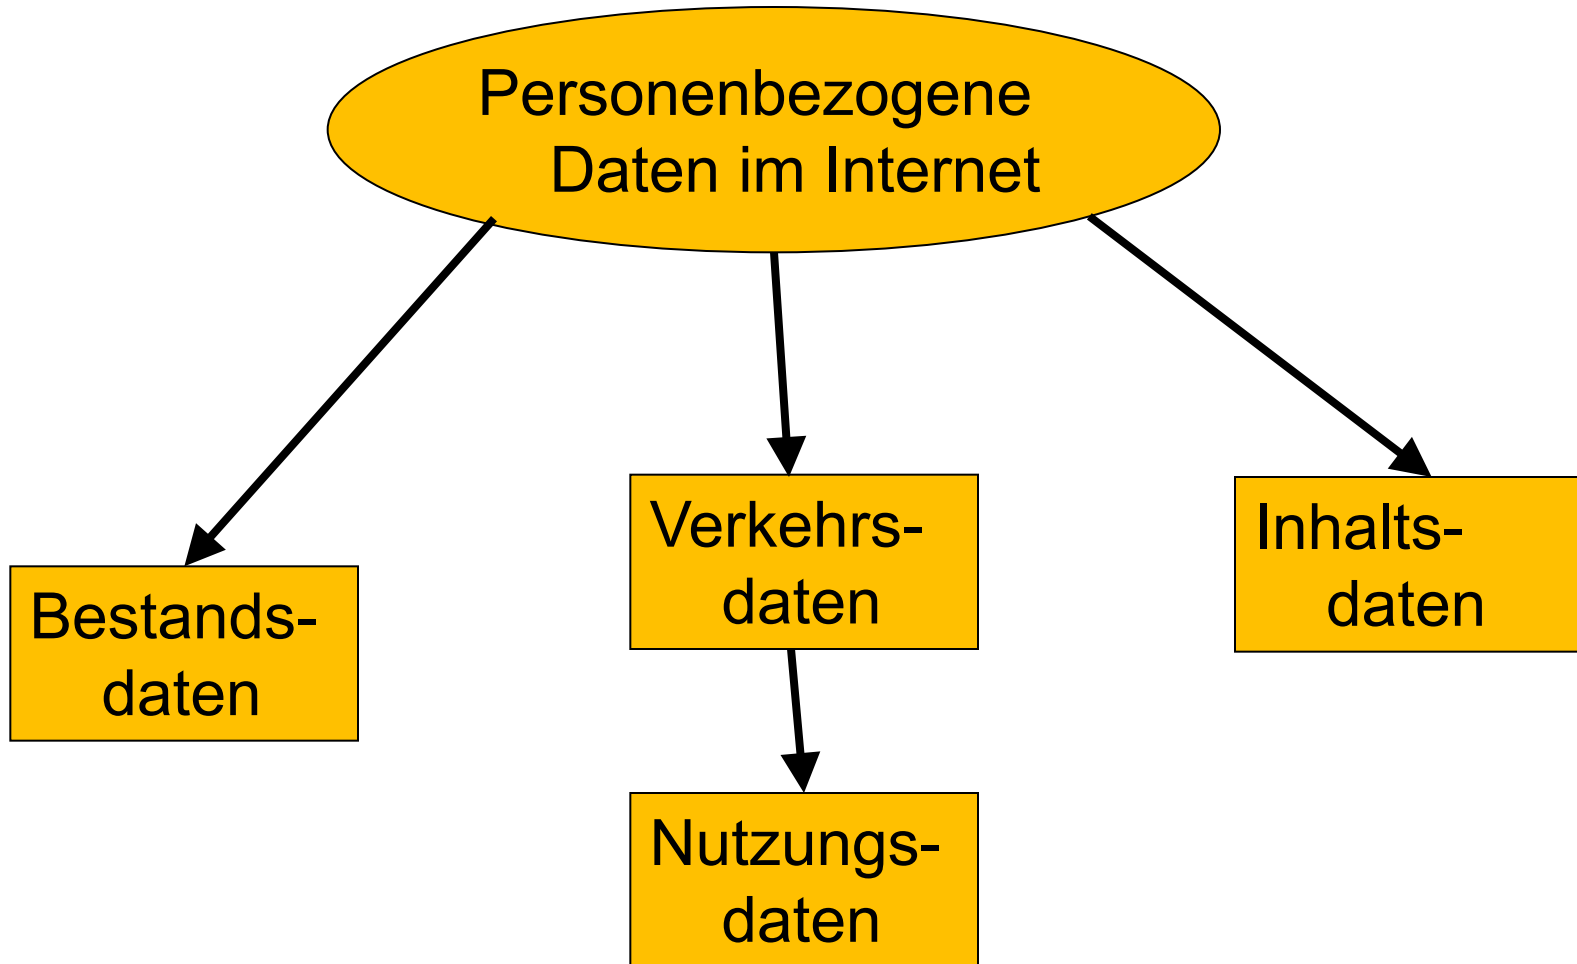 Personenbezogene
Daten im Internet
Verkehrs-
daten
Inhalts-
daten
Bestands-
daten
Nutzungs-
daten